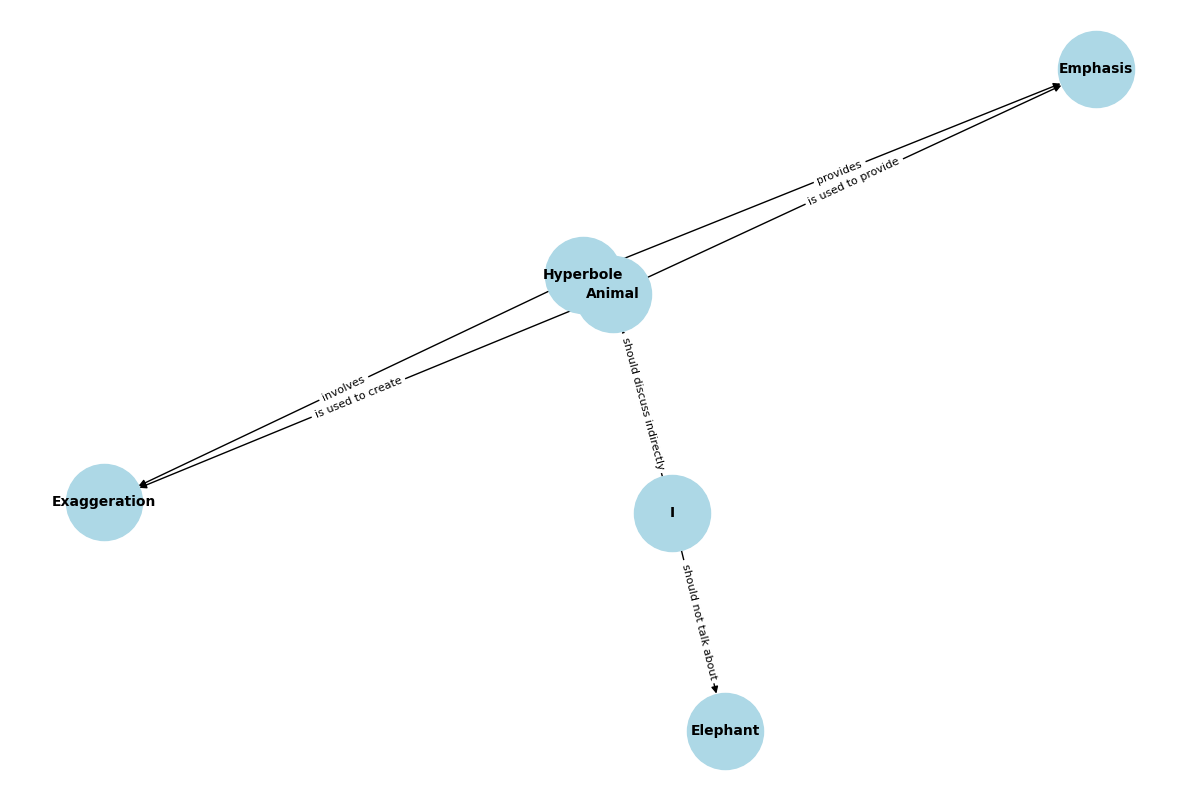 Emphasis
provides
is used to provide
Hyperbole
Animal
should discuss indirectly
involves
is used to create
Exaggeration
I
should not talk about
Elephant